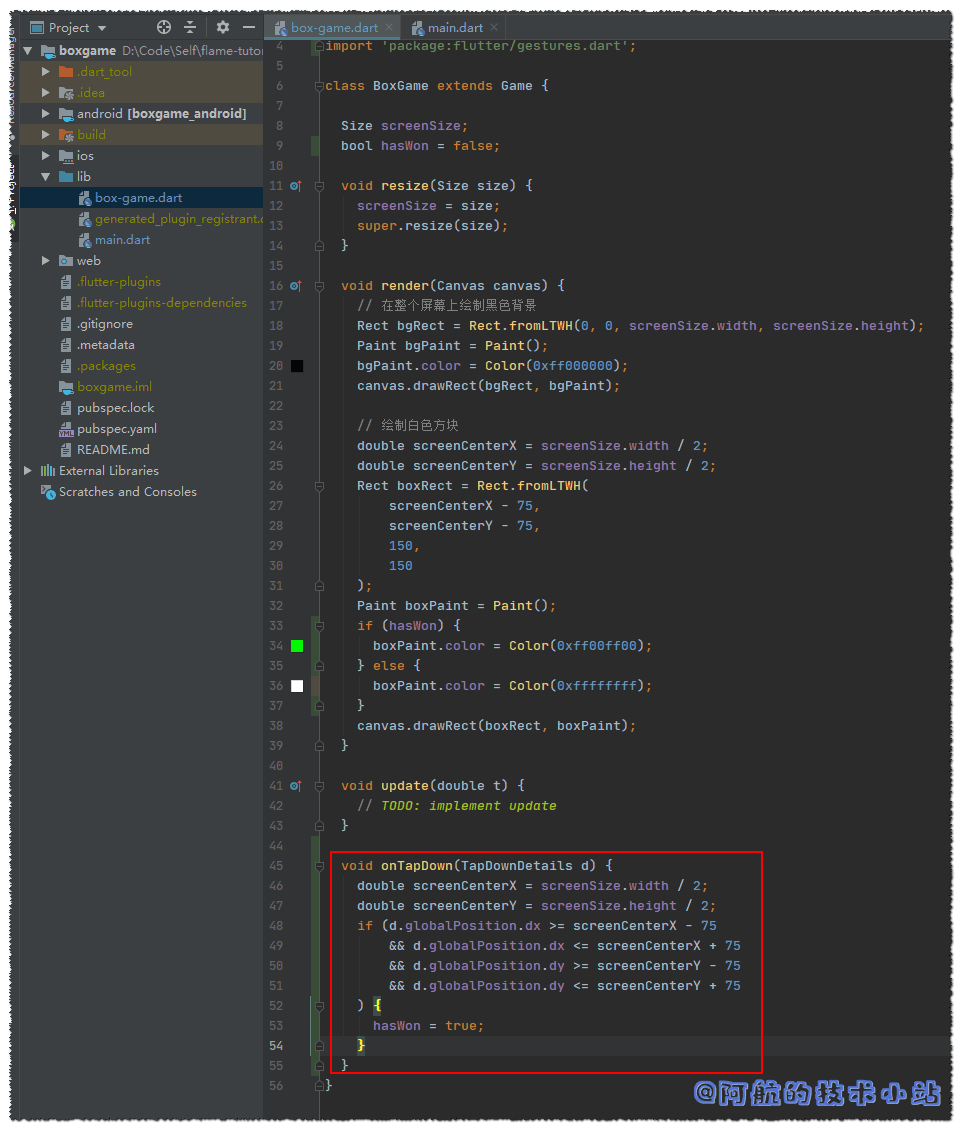 Project
boxgame D:\Code\Self\flame-tutor
.dart_tool
.idea
android [boxgame_android]
build
ios
lib
box-game.dart
generated_plugin_registrant.
main.dart
web
.flutter-plugins
.flutter-plugins-dependencies
.gitignore
.metadata
.packages
boxgame.iml
pubspec.lock
pubspec.yaml
README.md
External Libraries
Scratches and Consoles
box-game.dart
main.dart
4 import 'package:flutter/gestures.dart';
5
6 class BoxGame extends Game {
7
8 Size screenSize;
9 bool hasWon = false;
10
11 void resize(Size size) {
12 screenSize = size;
13 super.resize(size);
14 }
15
16 void render(Canvas canvas) {
17 // 在整个屏幕上绘制黑色背景
18 Rect bgRect = Rect.fromLTWH(0, 0, screenSize.width, screenSize.height);
19 Paint bgPaint = Paint();
20 bgPaint.color = Color(0xff000000);
21 canvas.drawRect(bgRect, bgPaint);
22
23 // 绘制白色方块
24 double screenCenterX = screenSize.width / 2;
25 double screenCenterY = screenSize.height / 2;
26 Rect boxRect = Rect.fromLTWH(
27 screenCenterX - 75,
28 screenCenterY - 75,
29 150,
30 150
31 );
32 Paint boxPaint = Paint();
33 if (hasWon) {
34 boxPaint.color = Color(0xff00ff00);
35 } else {
36 boxPaint.color = Color(0xffffffff);
37 }
38 canvas.drawRect(boxRect, boxPaint);
39 }
40
41 void update(double t) {
42 // TODO: implement update
43 }
44
45 void onTapDown(TapDownDetails d) {
46 double screenCenterX = screenSize.width / 2;
47 double screenCenterY = screenSize.height / 2;
48 if (d.globalPosition.dx >= screenCenterX - 75
49 && d.globalPosition.dx <= screenCenterX + 75
50 && d.globalPosition.dy >= screenCenterY - 75
51 && d.globalPosition.dy <= screenCenterY + 75
52 ) {
53 hasWon = true;
54 }
55 }
56 }
@阿航的技术小站